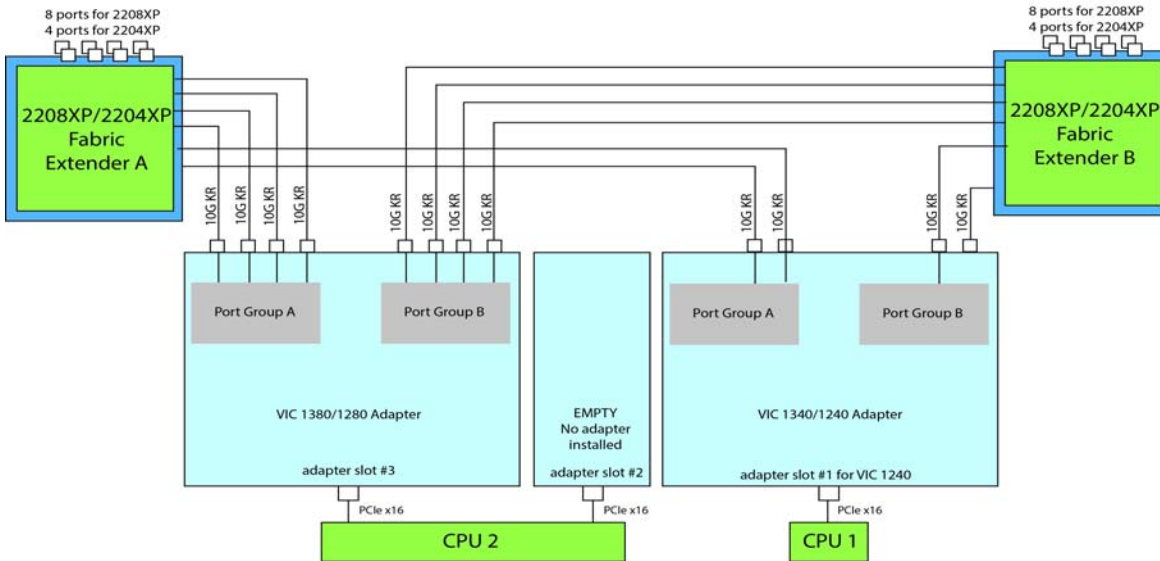 8 ports for 2208XP
4 ports for 2204XP
8 ports for 2208XP
4 ports for 2204XP
2208XP/2204XP
Fabric
Extender A
2208XP/2204XP
Fabric
Extender B
10G KR
10G KR
10G KR
10G KR
10G KR
10G KR
10G KR
10G KR
10G KR
10G KR
10G KR
10G KR
Port Group A
Port Group B
Port Group A
Port Group B
VIC 1380/1280 Adapter
EMPTY
No adapter
installed
VIC 1340/1240 Adapter
adapter slot #3
adapter slot #2
adapter slot #1 for VIC 1240
PCIe x16
PCIe x16
PCIe x16
CPU 2
CPU 1